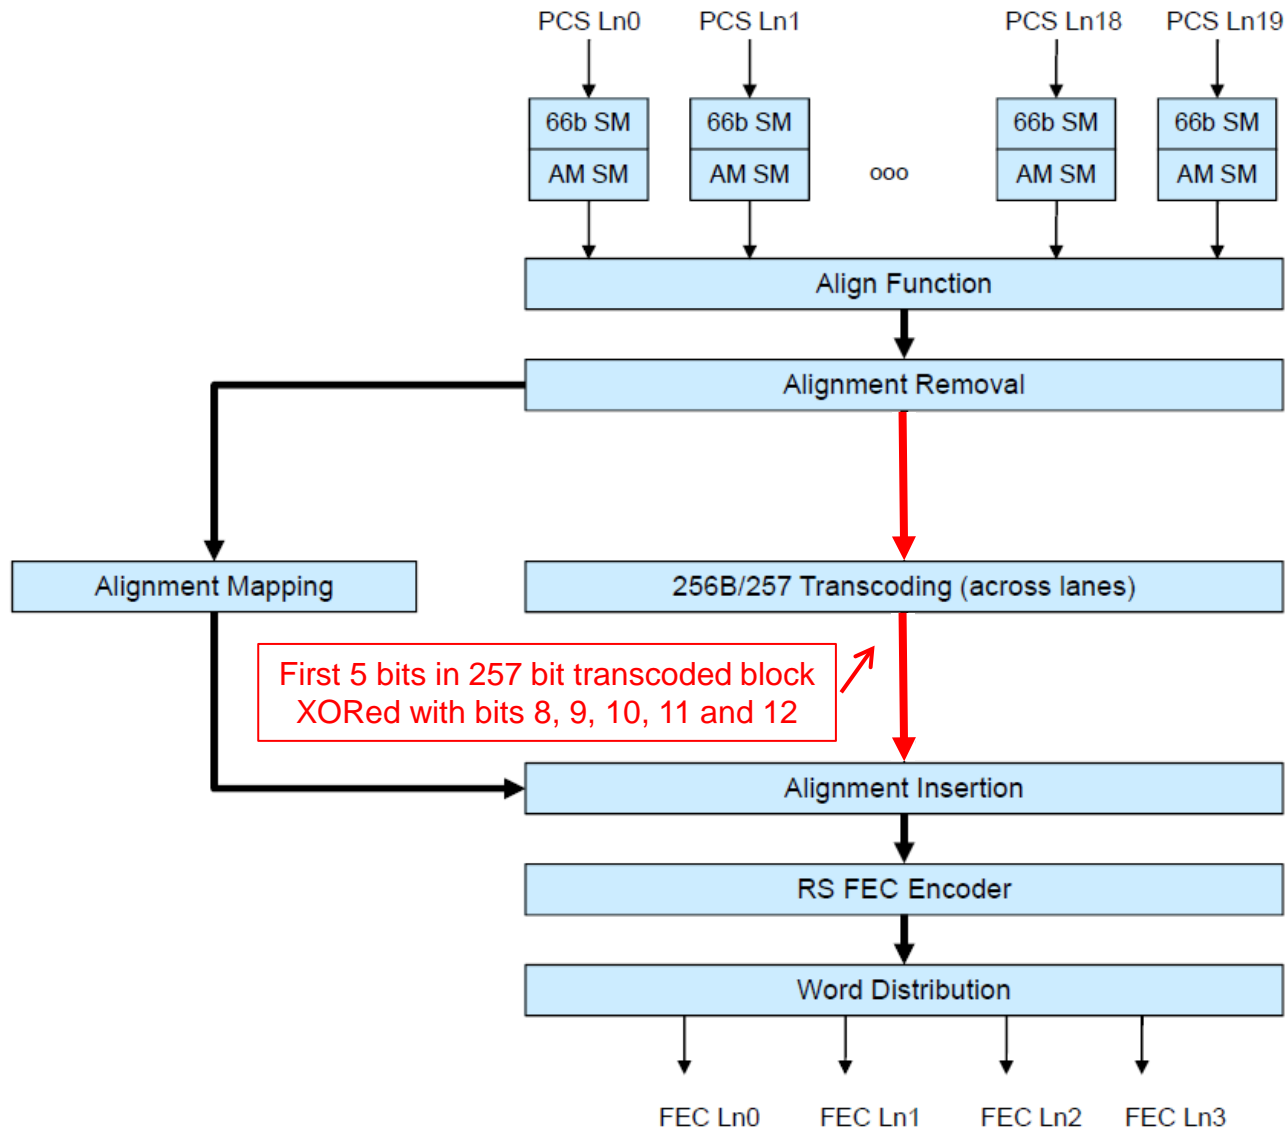 PCS Ln0 PCS Ln1 PCS Ln18 PCS Ln19
66b SM 66b SM 66b SM 66b SM
AM SM AM SM ooo AM SM AM SM
Align Function
Alignment Removal
Alignment Mapping 256B/257 Transcoding (across lanes)
First 5 bits in 257 bit transcoded block
XORed with bits 8, 9, 10, 11 and 12
Alignment Insertion
RS FEC Encoder
Word Distribution
FEC Ln0 FEC Ln1 FEC Ln2 FEC Ln3